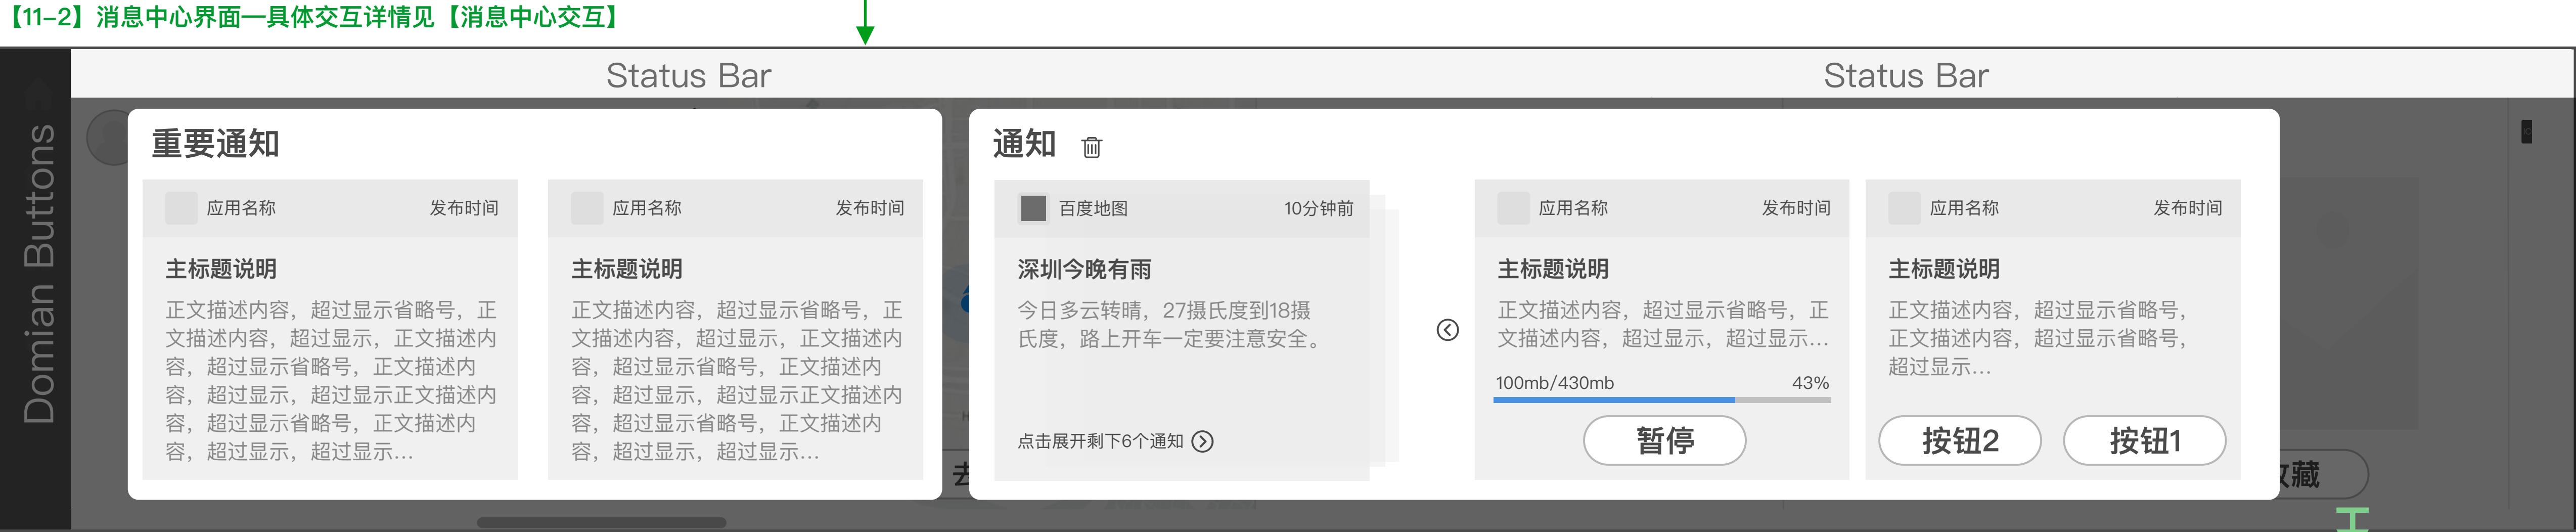 【11-2】消息中心界面—具体交互详情见【消息中心交互】
Status Bar
Status Bar
Domian Buttons
重要通知
应用名称
发布时间
主标题说明
正文描述内容，超过显示省略号，正
文描述内容，超过显示，正文描述内
容，超过显示省略号，正文描述内
容，超过显示，超过显示正文描述内
容，超过显示省略号，正文描述内
容，超过显示，超过显示...
应用名称
发布时间
主标题说明
正文描述内容，超过显示省略号，正
文描述内容，超过显示，正文描述内
容，超过显示省略号，正文描述内
容，超过显示，超过显示正文描述内
容，超过显示省略号，正文描述内
容，超过显示，超过显示...
通知
百度地图
10分钟前
深圳今晚有雨
今日多云转晴，27摄氏度到18摄
氏度，路上开车一定要注意安全。
点击展开剩下6个通知
应用名称
发布时间
主标题说明
正文描述内容，超过显示省略号，正
文描述内容，超过显示，超过显示...
100mb/430mb
43%
暂停
应用名称
发布时间
主标题说明
正文描述内容，超过显示省略号，
正文描述内容，超过显示省略号，
超过显示...
按钮2
按钮1
去
收藏